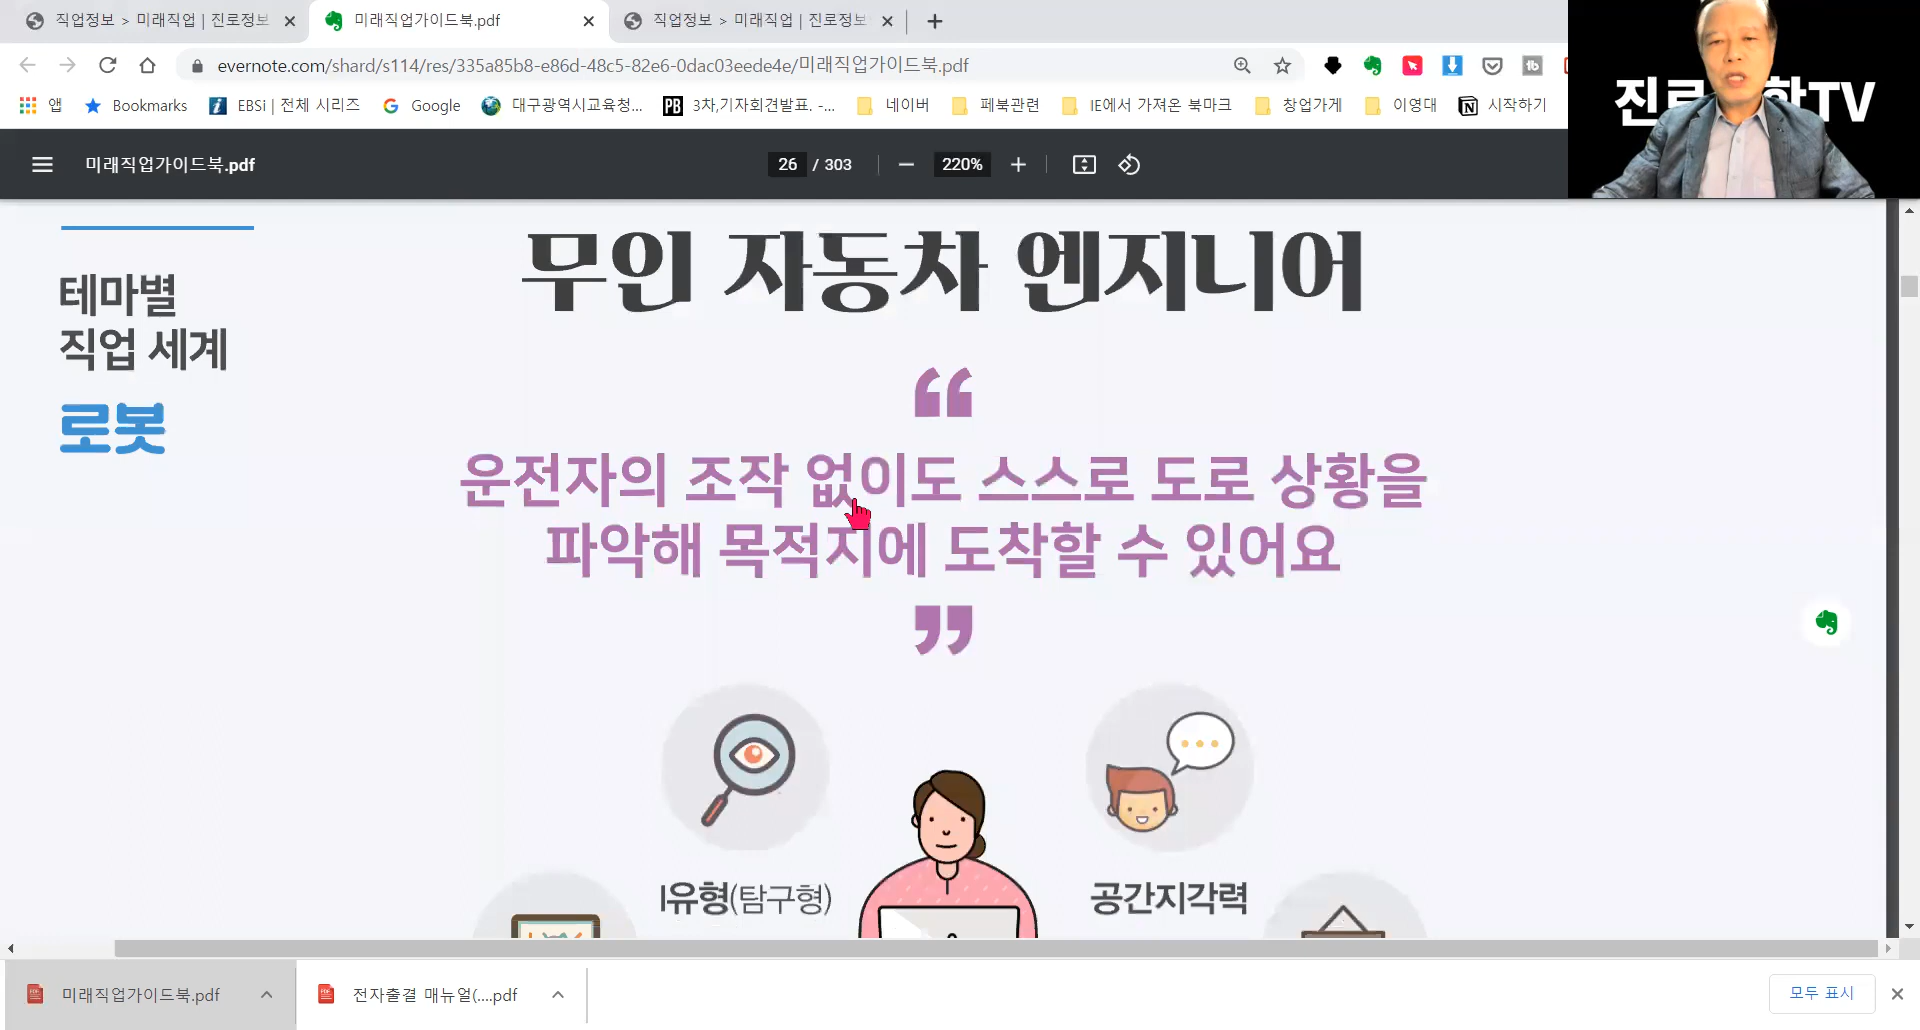 직업정보 > 미래직업 | 진로정보
미래직업가이드북.pdf
직업정보 > 미래직업 | 진로정보
evernote.com/shard/s114/res/335a85b8-e86d-48c5-82e6-0dac03eede4e/미래직업가이드북.pdf
앱
Bookmarks
EBSi | 전체 시리즈
Google
대구광역시교육청...
3차,기자회견발표. -...
네이버
페북관련
IE에서 가져온 북마크
창업가게
이영대
시작하기
TV
미래직업가이드북.pdf
26 / 303
220%
테마별
직업 세계
로봇
무인 자동차 엔지니어
“
운전자의 조작 없이도 스스로 도로 상황을
파악해 목적지에 도착할 수 있어요
”
I유형(탐구형)
공간지각력
미래직업가이드북.pdf
전자출결 매뉴얼(....pdf
모두 표시